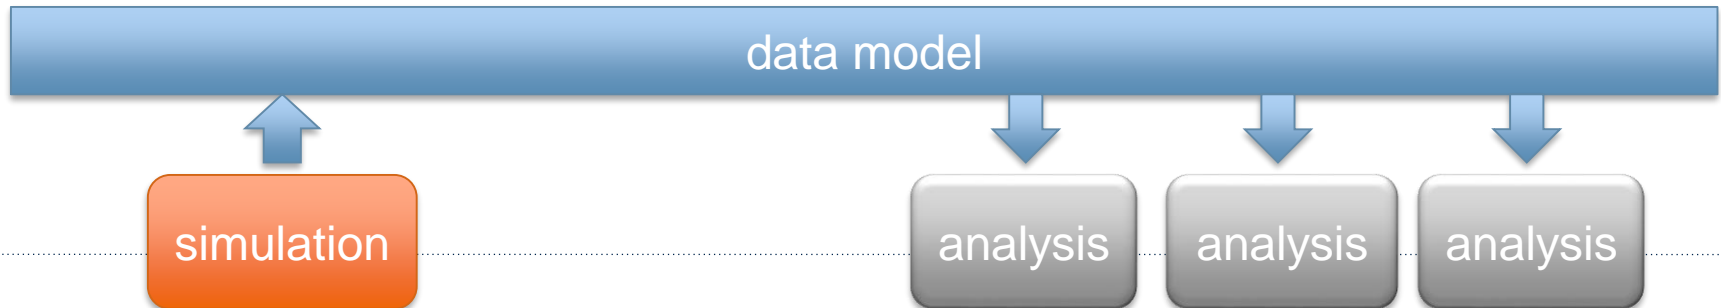 data model
simulation
analysis
analysis
analysis